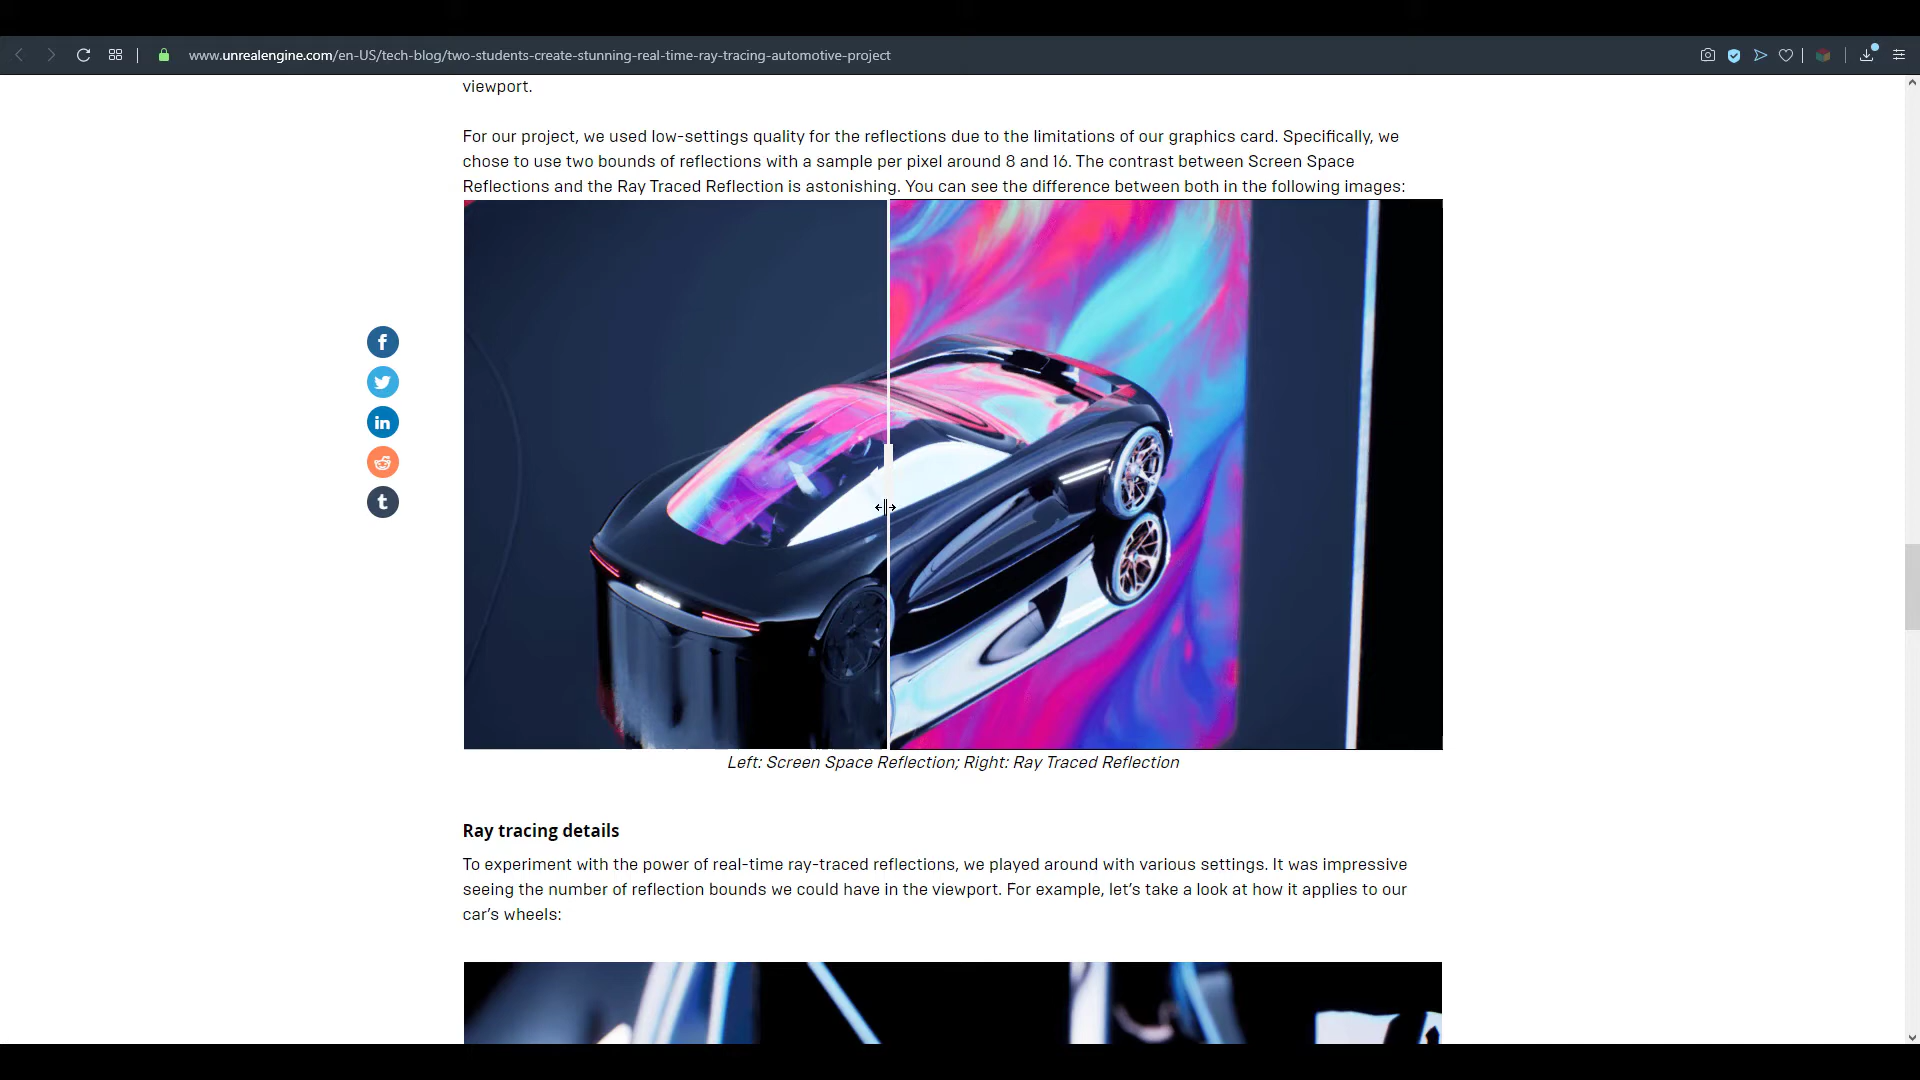 www.unrealengine.com/en-US/tech-blog/two-students-create-stunning-real-time-ray-tracing-automotive-project
viewport.
For our project, we used low-settings quality for the reflections due to the limitations of our graphics card. Specifically, we
chose to use two bounds of reflections with a sample per pixel around 8 and 16. The contrast between Screen Space
Reflections and the Ray Traced Reflection is astonishing. You can see the difference between both in the following images:
Left: Screen Space Reflection; Right: Ray Traced Reflection
Ray tracing details
To experiment with the power of real-time ray-traced reflections, we played around with various settings. It was impressive
seeing the number of reflection bounds we could have in the viewport. For example, let’s take a look at how it applies to our
car’s wheels: